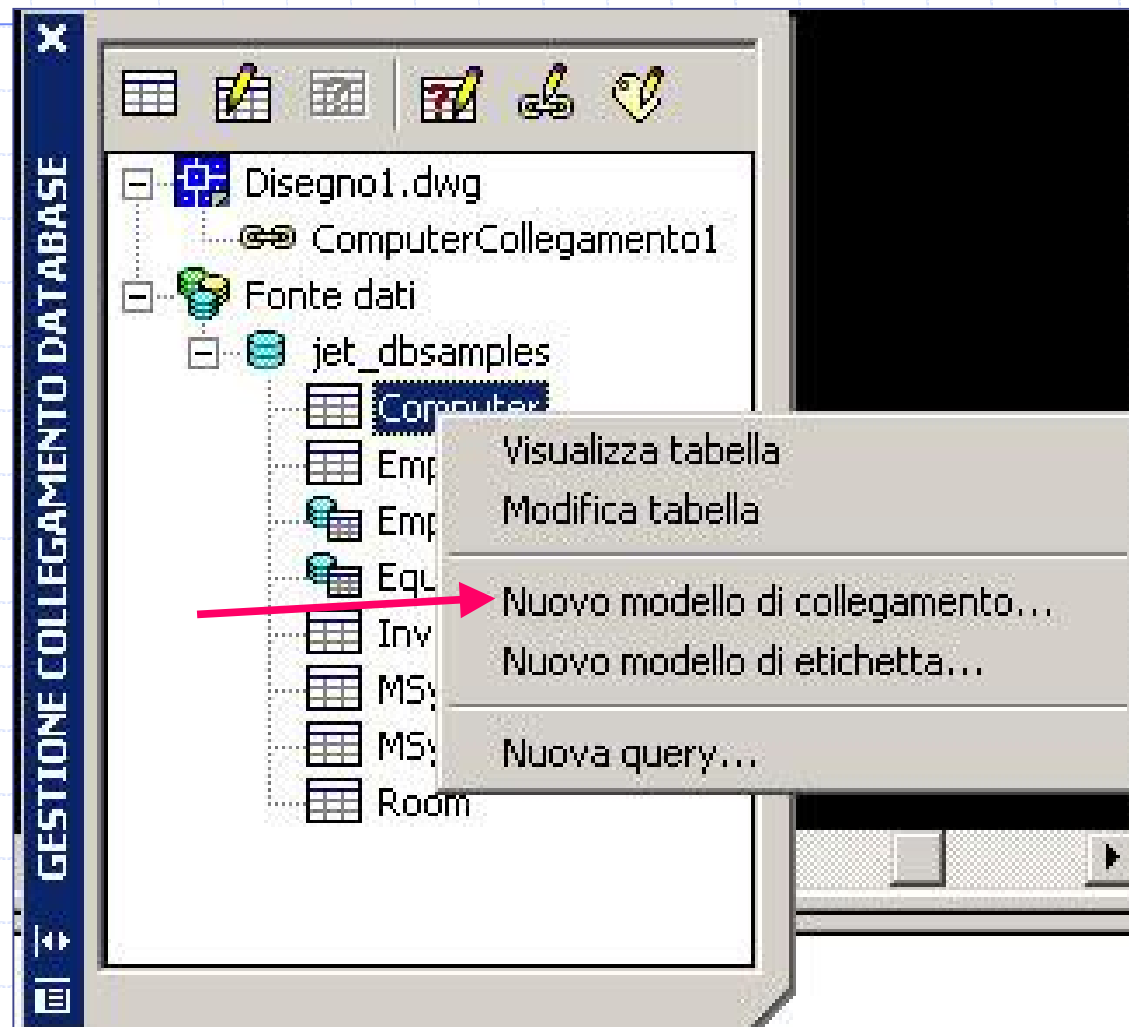 GESTIONE COLLEGAMENTO DATABASE
Disegno1.dwg
ComputerCollegamento1
Fonte dati
jet_dbsamples
Computer
Visualizza tabella
Modifica tabella
Nuovo modello di collegamento...
Nuovo modello di etichetta...
Nuova query...
Room